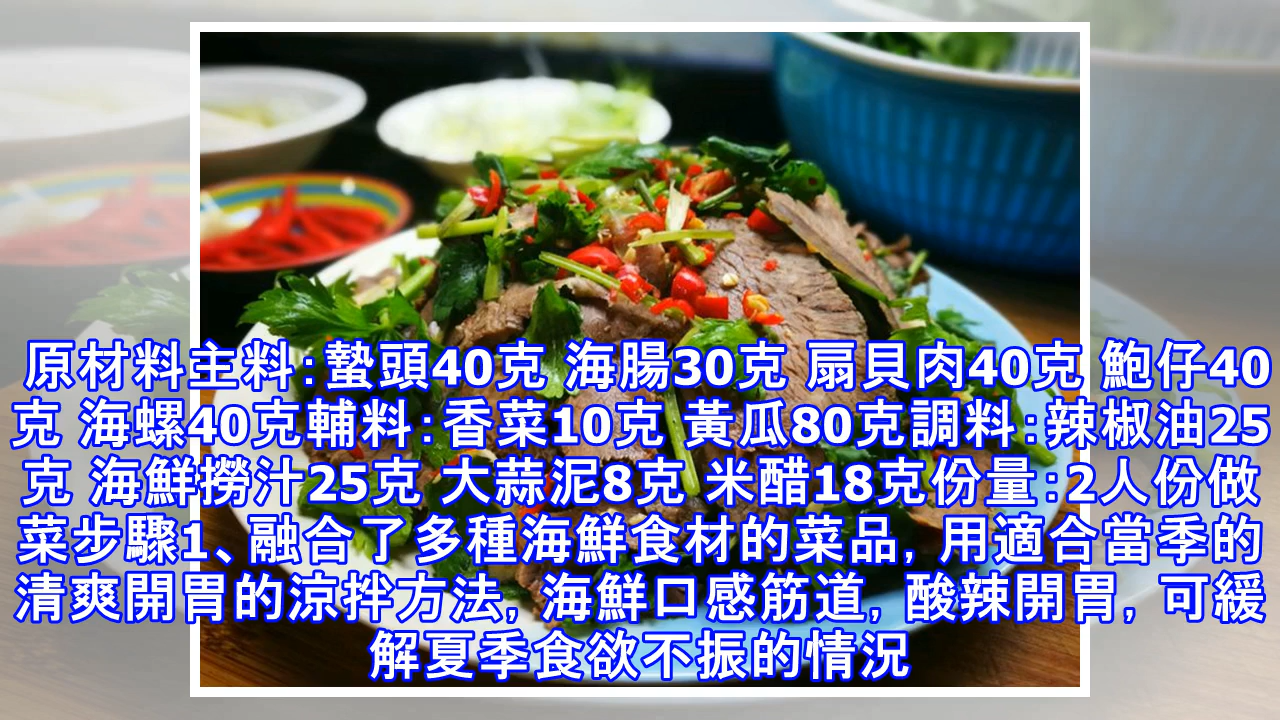 原材料主料:蟄頭40克 海腸30克 扇貝肉40克 鮑仔40
克 海螺40克輔料:香菜10克 黃瓜80克調料:辣椒油25
克 海鮮撈汁25克 大蒜泥8克 米醋18克份量:2人份做
菜步驟1、融合了多種海鮮食材的菜品, 用適合當季的
清爽開胃的涼拌方法, 海鮮口感筋道, 酸辣開胃, 可緩
解夏季食欲不振的情況